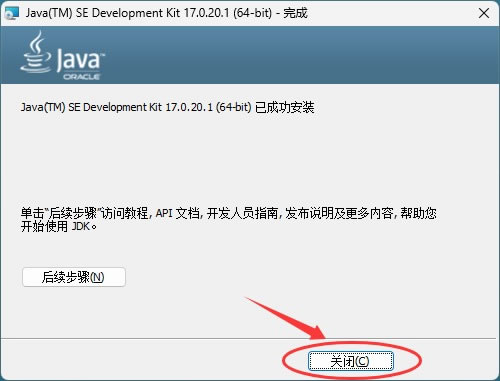 Java(TM) SE Development Kit 17.0.20.1 (64-bit) - 完成
Java
ORACLE
Java(TM) SE Development Kit 17.0.20.1 (64-bit) 已成功安装
单击“后续步骤”访问教程, API 文档, 开发人员指南, 发布说明及更多内容, 帮助您
开始使用 JDK。
后续步骤(N)
关闭(C)